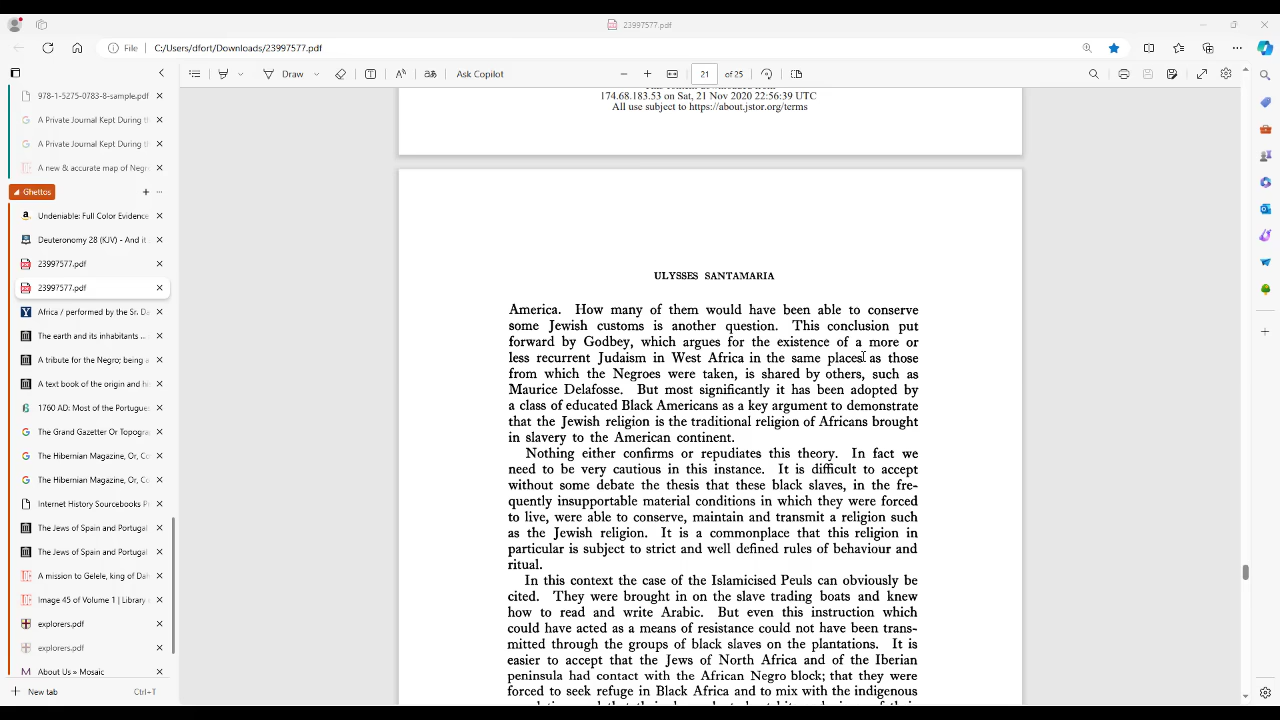 23997577.pdf
File C:/Users/dfort/Downloads/23997577.pdf
Draw
Ask Copilot
21 of 25
978-1-5275-0783-8-sample.pdf
A Private Journal Kept During th
A Private Journal Kept During th
A new & accurate map of Negr
Ghettos
Undeniable: Full Color Evidence
Deuteronomy 28 (KJV) - And it
23997577.pdf
23997577.pdf
Africa / performed by the Sr. Da
The earth and its inhabitants ...
A tribute for the Negro; being a
A text book of the origin and hi
1760 AD: Most of the Portugue
The Grand Gazetter Or Topogra
The Hibernian Magazine, Or, Co
The Hibernian Magazine, Or, Co
Internet History Sourcebooks: P
The Jews of Spain and Portugal
The Jews of Spain and Portugal
A mission to Gelele, king of Dah
Image 45 of Volume 1 | Library o
explorers.pdf
explorers.pdf
About Us » Mosaic
New tab Ctrl+T
174.68.183.53 on Sat, 21 Nov 2020 22:56:39 UTC
All use subject to https://about.jstor.org/terms
ULYSSES SANTAMARIA
America. How many of them would have been able to conserve
some Jewish customs is another question. This conclusion put
forward by Godbey, which argues for the existence of a more or
less recurrent Judaism in West Africa in the same places as those
from which the Negroes were taken, is shared by others, such as
Maurice Delafosse. But most significantly it has been adopted by
a class of educated Black Americans as a key argument to demonstrate
that the Jewish religion is the traditional religion of Africans brought
in slavery to the American continent.
Nothing either confirms or repudiates this theory. In fact we
need to be very cautious in this instance. It is difficult to accept
without some debate the thesis that these black slaves, in the fre-
quently insupportable material conditions in which they were forced
to live, were able to conserve, maintain and transmit a religion such
as the Jewish religion. It is a commonplace that this religion in
particular is subject to strict and well defined rules of behaviour and
ritual.
In this context the case of the Islamicised Peuls can obviously be
cited. They were brought in on the slave trading boats and knew
how to read and write Arabic. But even this instruction which
could have acted as a means of resistance could not have been trans-
mitted through the groups of black slaves on the plantations. It is
easier to accept that the Jews of North Africa and of the Iberian
peninsula had contact with the African Negro block; that they were
forced to seek refuge in Black Africa and to mix with the indigenous